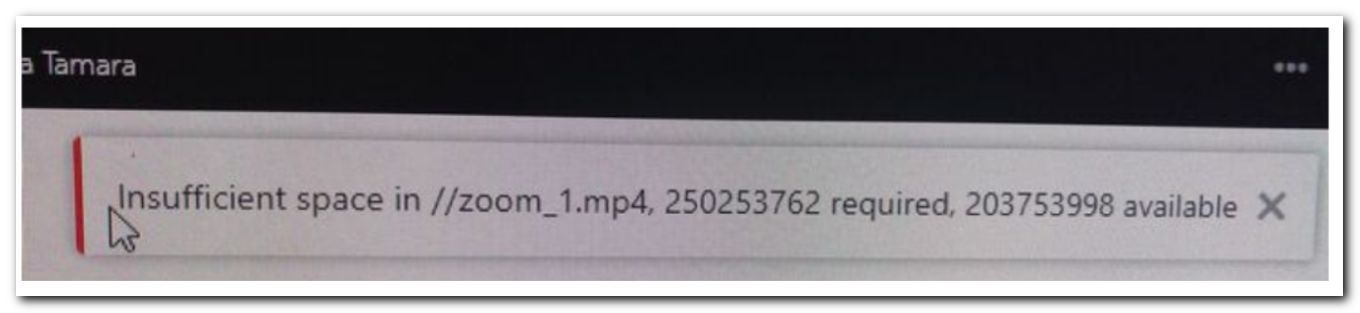 a Tamara
Insufficient space in //zoom_1.mp4, 250253762 required, 203753998 available